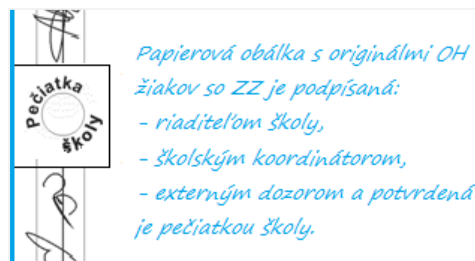 Pečiatka
školy
Papierová obálka s originálmi OH
žiakov so ZZ je podpísaná:
- riaditeľom školy,
- školským koordinátorom,
- externým dozorom a potvrdená
je pečiatkou školy.